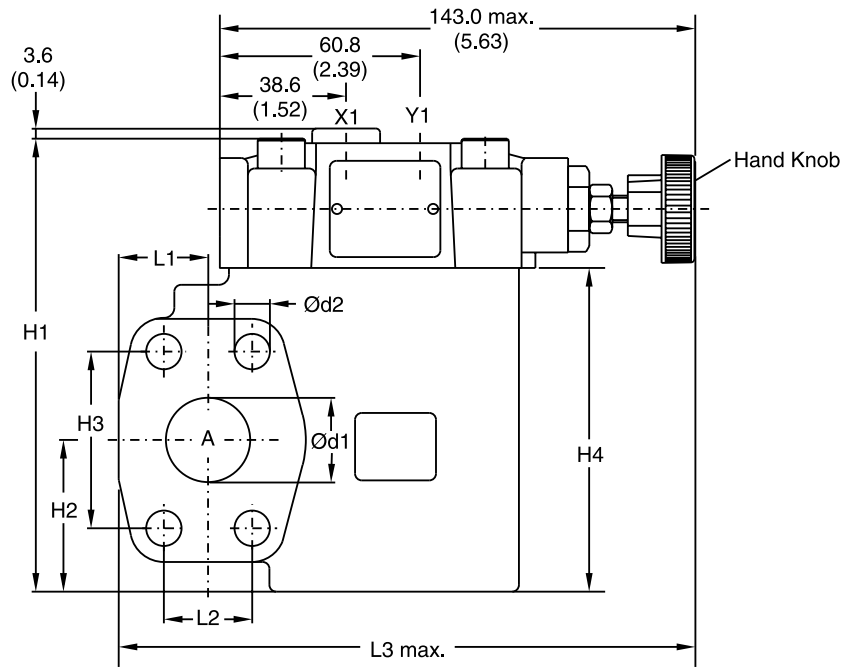 143.0 max.
(5.63)
60.8
(2.39)
3.6
(0.14)
38.6
(1.52)
X1
Y1
Hand Knob
L1
Ød2
H1
H3
A
Ød1
H4
H2
L2
L3 max.